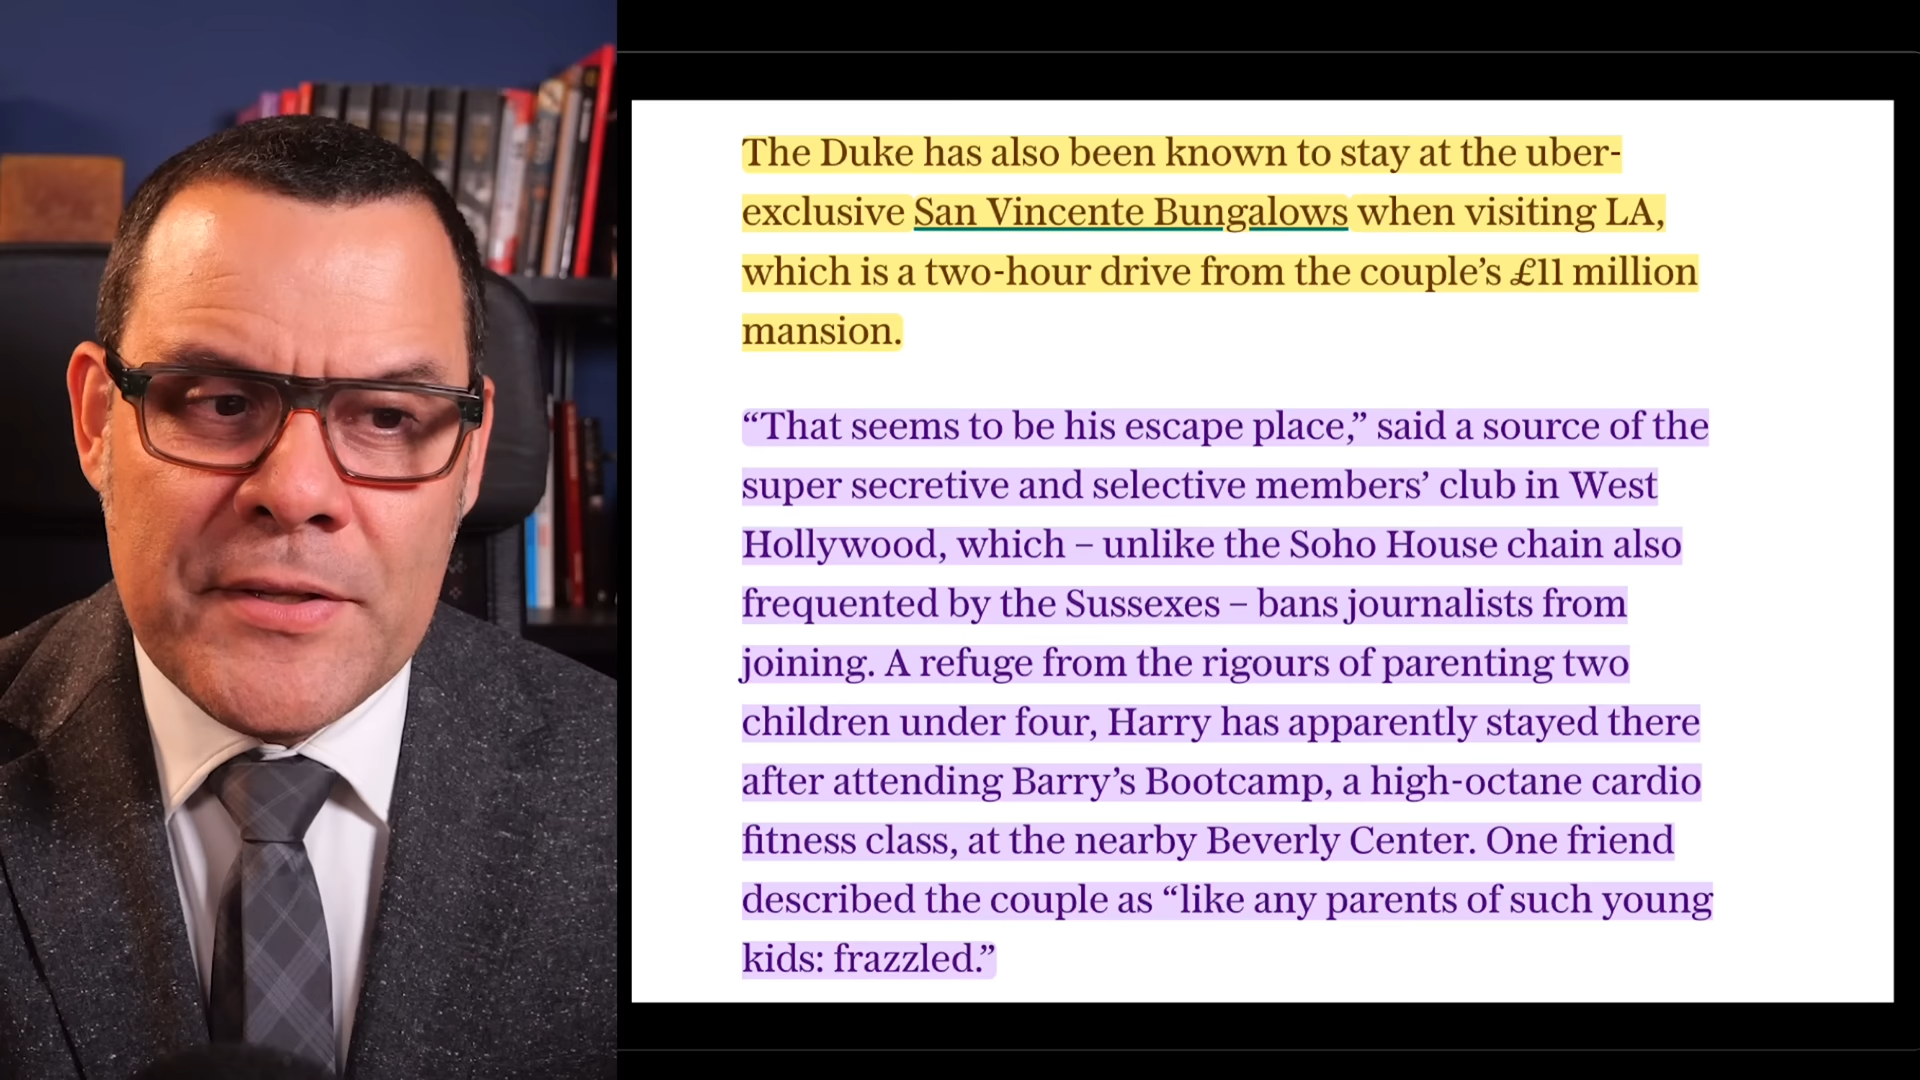 The Duke has also been known to stay at the uber-
exclusive San Vincente Bungalows when visiting LA,
which is a two-hour drive from the couple’s £11 million
mansion.
“That seems to be his escape place,” said a source of the
super secretive and selective members’ club in West
Hollywood, which – unlike the Soho House chain also
frequented by the Sussexes – bans journalists from
joining. A refuge from the rigours of parenting two
children under four, Harry has apparently stayed there
after attending Barry’s Bootcamp, a high-octane cardio
fitness class, at the nearby Beverly Center. One friend
described the couple as “like any parents of such young
kids: frazzled.”